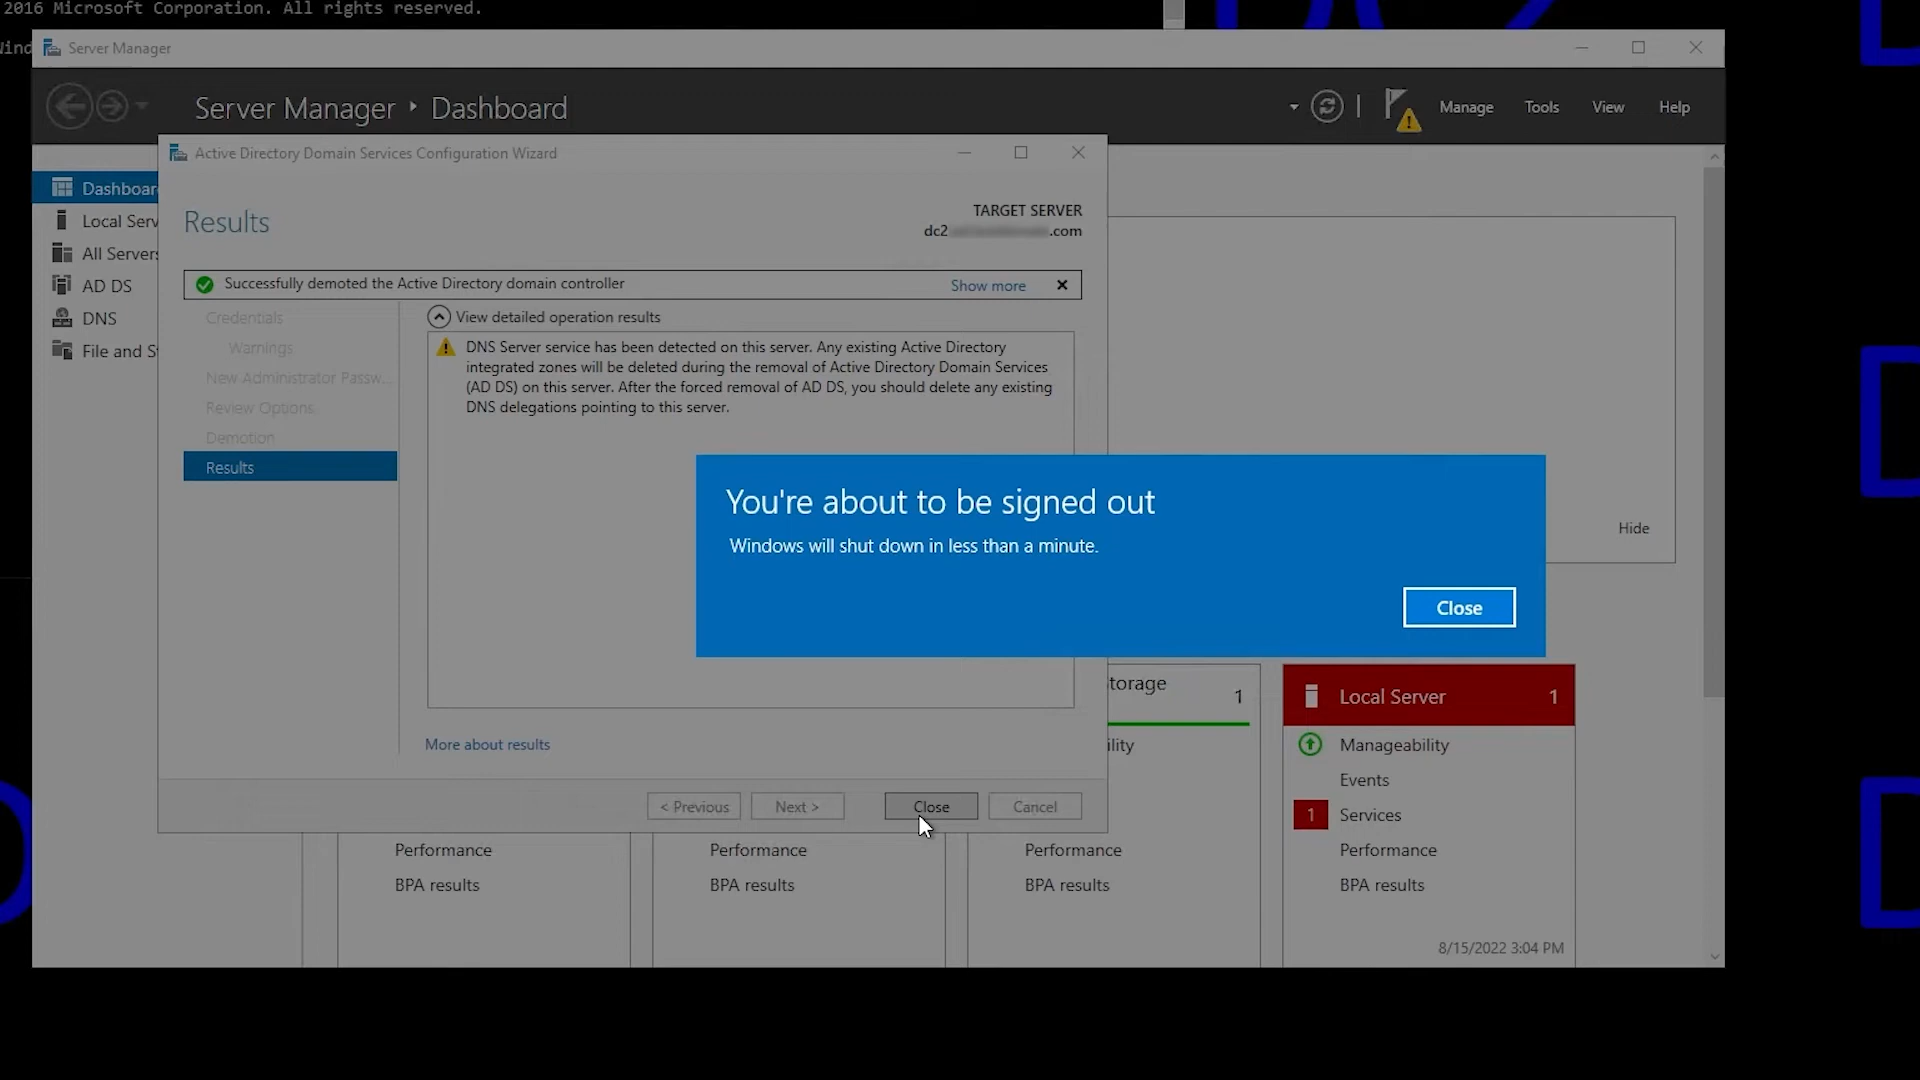 2016 Microsoft Corporation. All rights reserved.
DC2
Server Manager
Server Manager ‣ Dashboard
Manage Tools View Help
Active Directory Domain Services Configuration Wizard
Dashboar
Local Serv
All Servers
AD DS
DNS
File and S
Results
TARGET SERVER
dc2 .com
Successfully demoted the Active Directory domain controller
Show more
Credentials
Warnings
New Administrator Passw...
Review Options
Demotion
Results
View detailed operation results
DNS Server service has been detected on this server. Any existing Active Directory
integrated zones will be deleted during the removal of Active Directory Domain Services
(AD DS) on this server. After the forced removal of AD DS, you should delete any existing
DNS delegations pointing to this server.
You're about to be signed out
Windows will shut down in less than a minute.
Close
Hide
More about results
< Previous
Next >
Close
Cancel
torage 1
ility
Performance
BPA results
Performance
BPA results
Performance
BPA results
Local Server 1
Manageability
Events
1 Services
Performance
BPA results
8/15/2022 3:04 PM